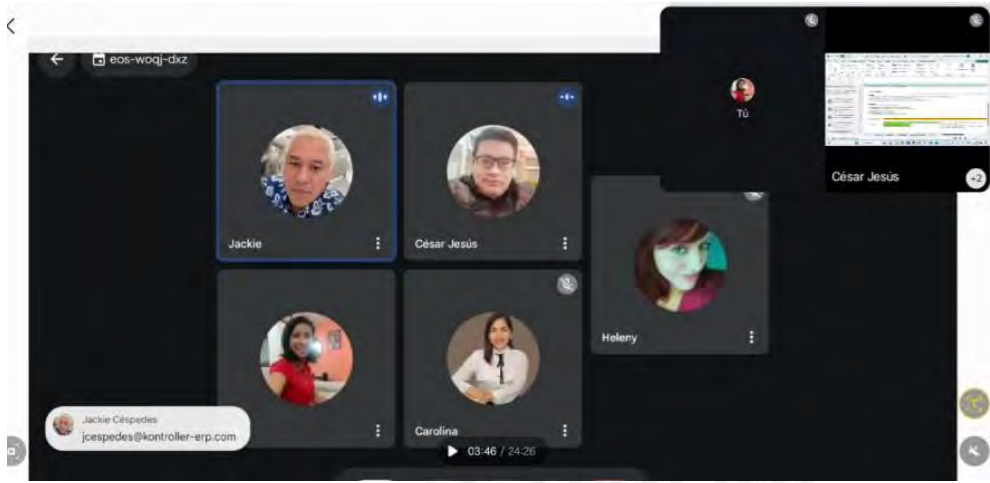 eos-woqj-dxz
Tú
César Jesús
+2
Jackie
César Jesús
Heleny
Carolina
Jackie Céspedes
jcespedes@kontroller-erp.com
03:46 / 24:26